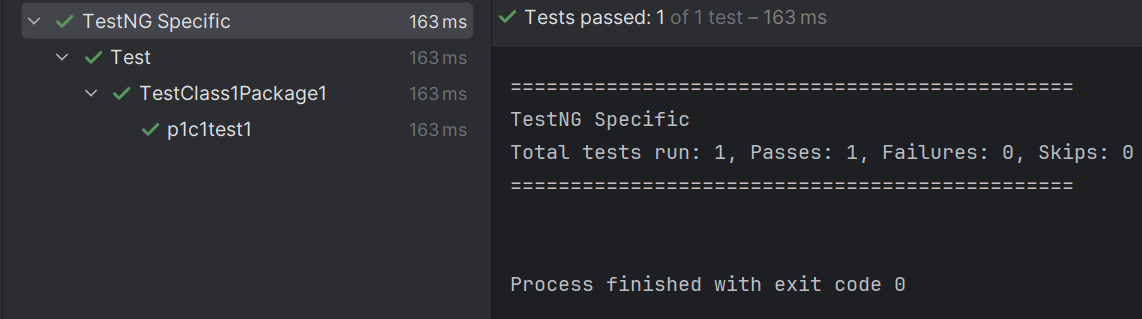 TestNG Specific 163 ms
Test 163 ms
TestClass1Package1 163 ms
p1c1test1 163 ms
Tests passed: 1 of 1 test – 163 ms
===============================================
TestNG Specific
Total tests run: 1, Passes: 1, Failures: 0, Skips: 0
===============================================
Process finished with exit code 0